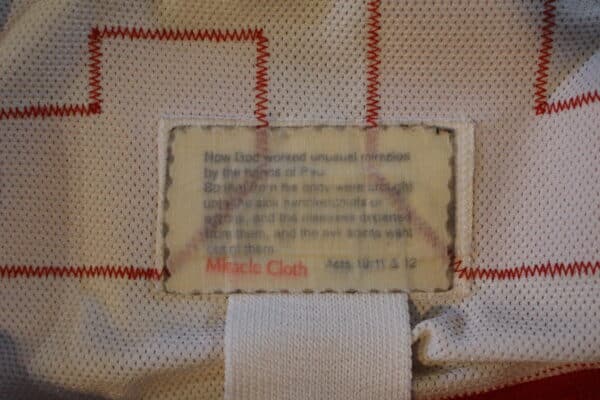 Now God worked unusual miracles
by the hands of Paul.
So that from his body were brought
unto the sick handkerchiefs or
aprons, and the diseases departed
from them, and the evil spirits went
out of them.
Miracle Cloth Acts 19:11 & 12